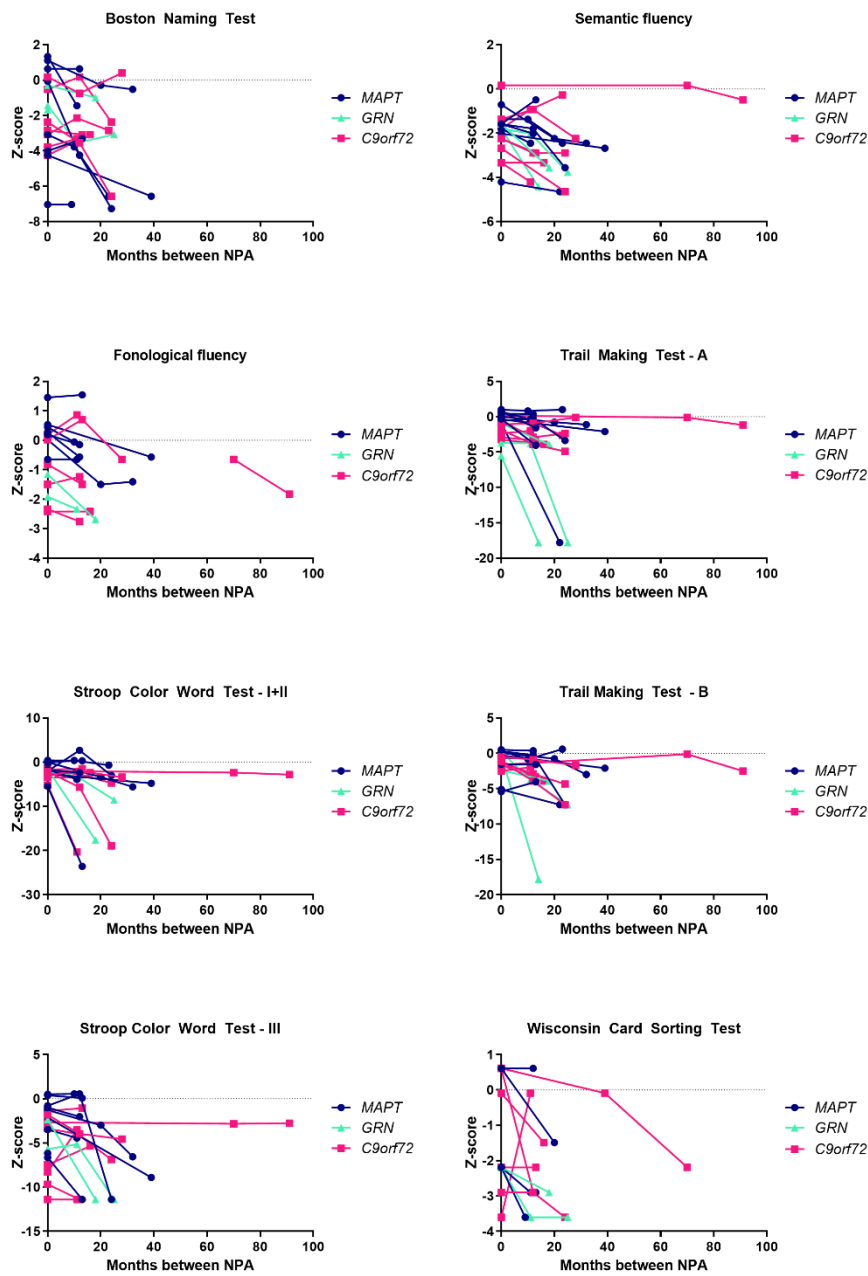 Boston Naming Test
2
0
-2
-4
-6
-8
Z-score
0 20 40 60 80 100
Months between NPA
MAPT
GRN
C9orf72
Semantic fluency
2
0
-2
-4
-6
Z-score
0 20 40 60 80 100
Months between NPA
MAPT
GRN
C9orf72
Fonological fluency
2
1
0
-1
-2
-3
-4
Z-score
0 20 40 60 80 100
Months between NPA
MAPT
GRN
C9orf72
Trail Making Test - A
5
0
-5
-10
-15
-20
Z-score
0 20 40 60 80 100
Months between NPA
MAPT
GRN
C9orf72
Stroop Color Word Test - I+II
10
0
-10
-20
-30
Z-score
0 20 40 60 80 100
Months between NPA
MAPT
GRN
C9orf72
Trail Making Test - B
5
0
-5
-10
-15
-20
Z-score
0 20 40 60 80 100
Months between NPA
MAPT
GRN
C9orf72
Stroop Color Word Test - III
5
0
-5
-10
-15
Z-score
0 20 40 60 80 100
Months between NPA
MAPT
GRN
C9orf72
Wisconsin Card Sorting Test
1
0
-1
-2
-3
-4
Z-score
0 20 40 60 80 100
Months between NPA
MAPT
GRN
C9orf72